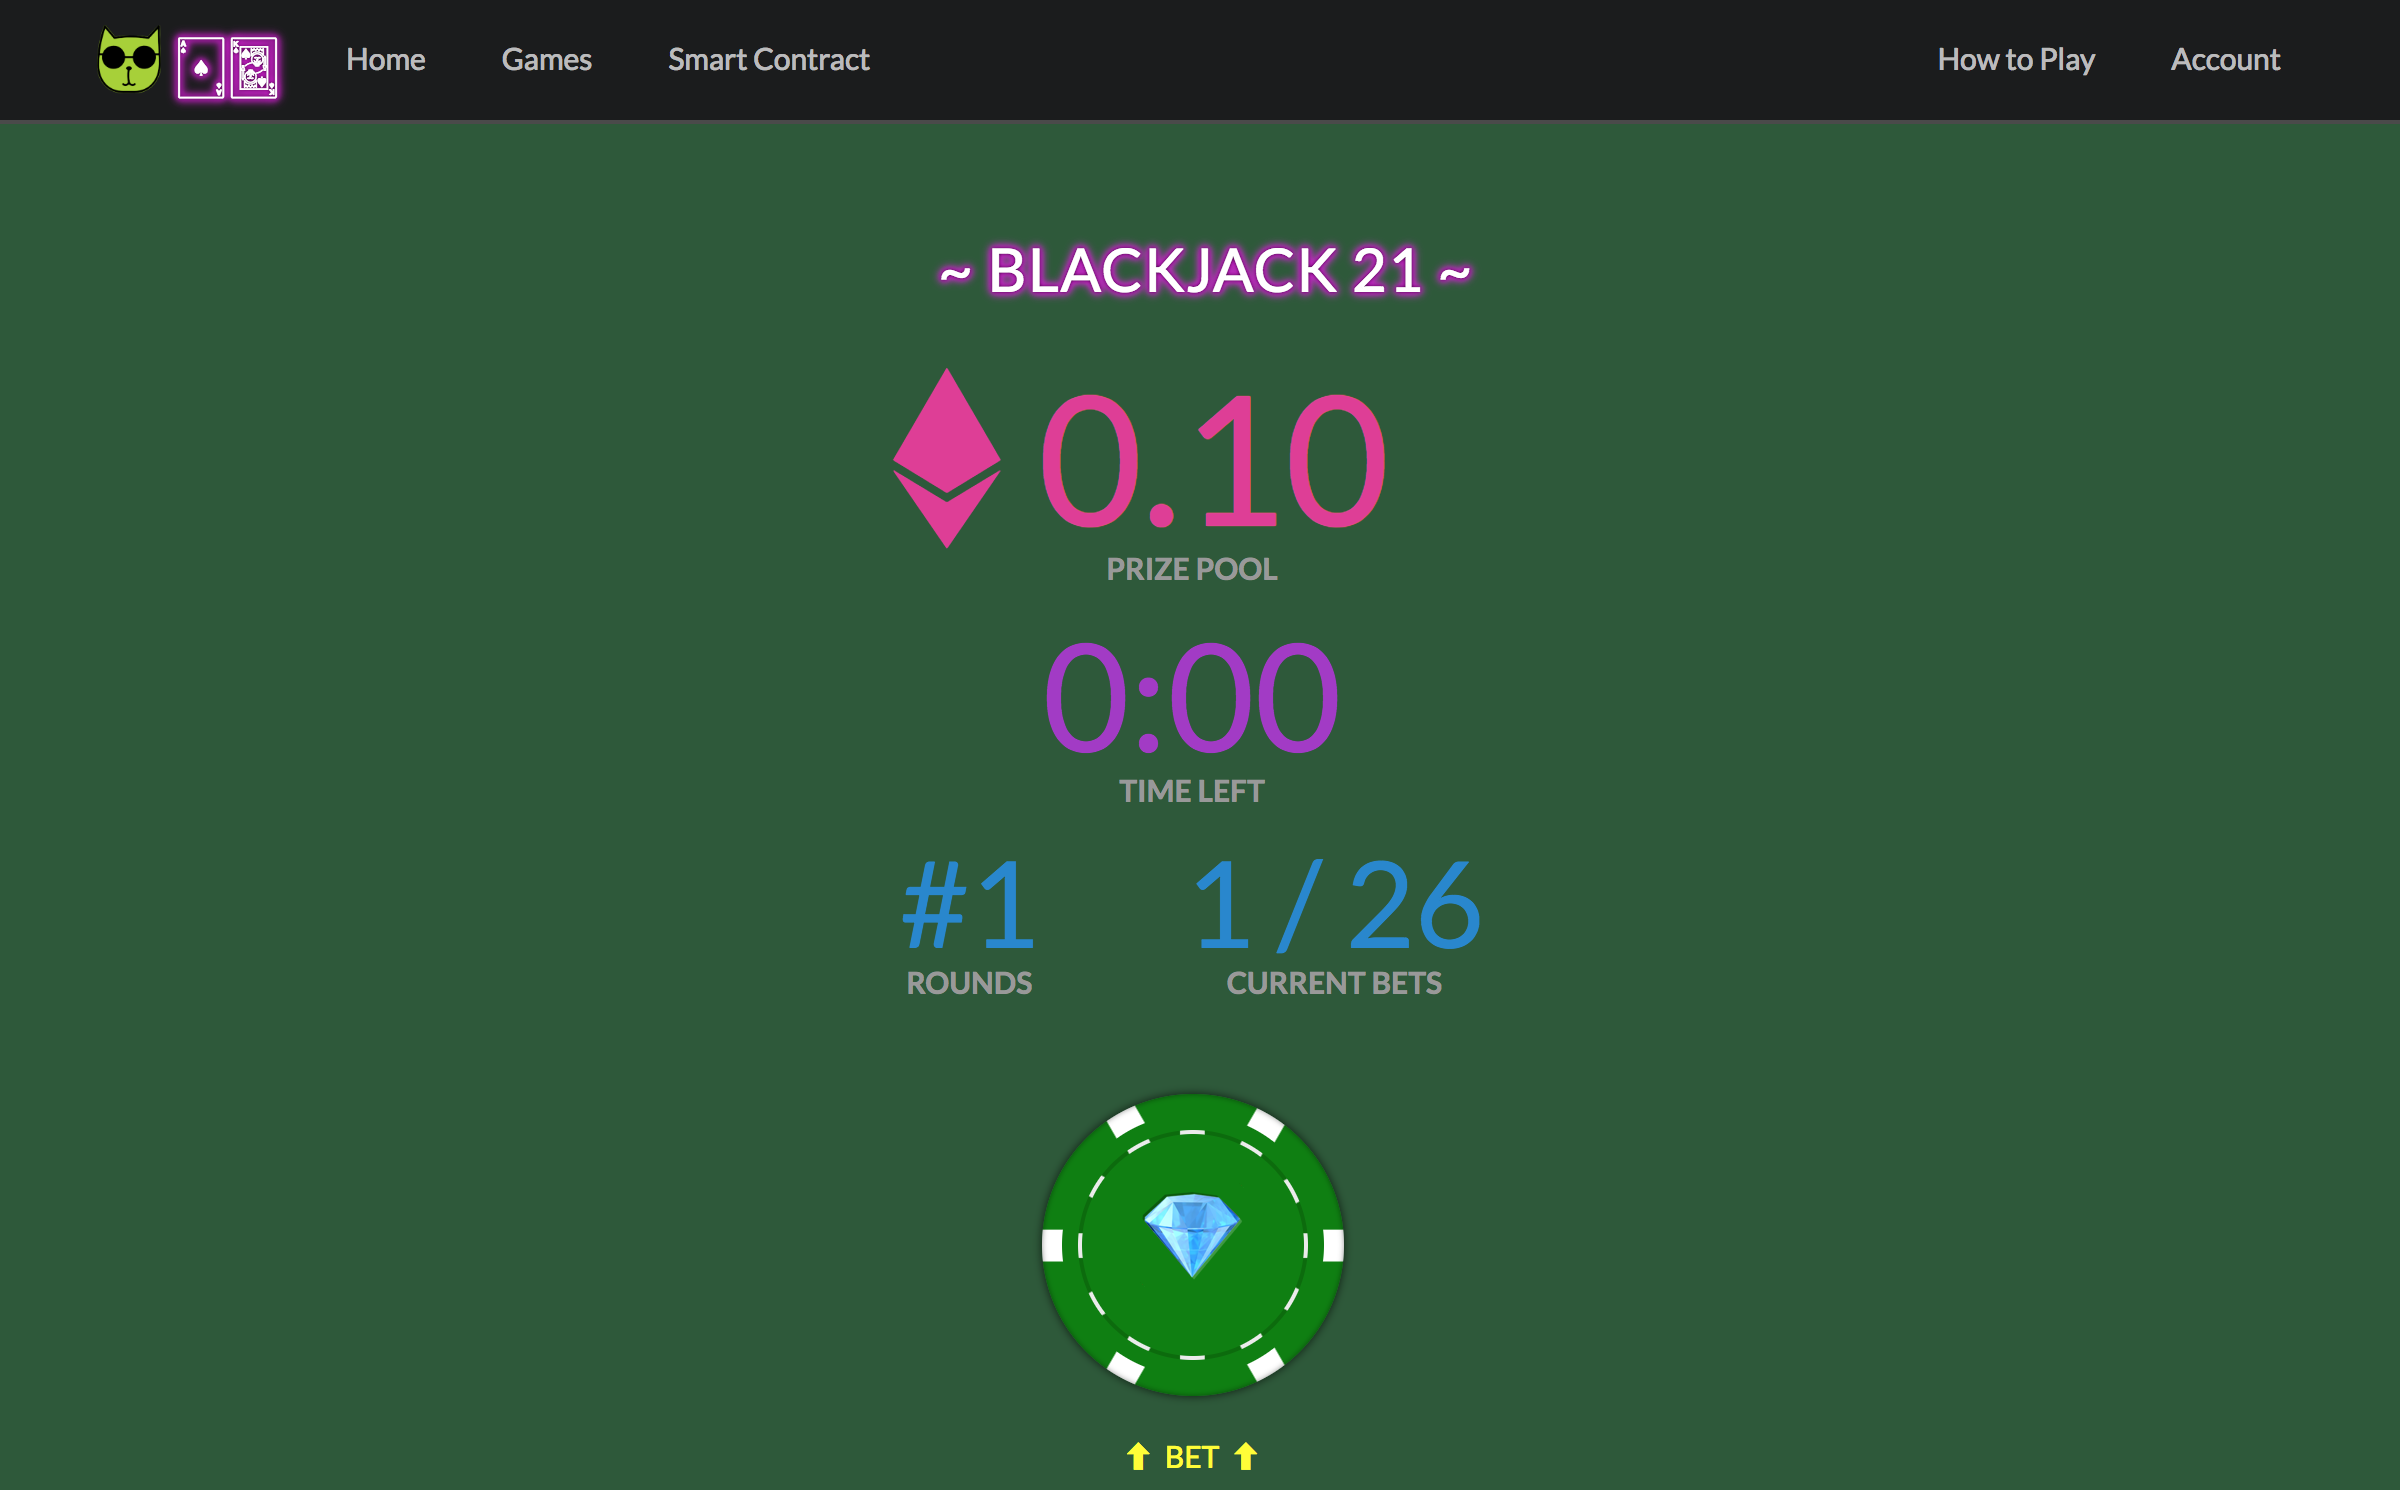 Home Games Smart Contract How to Play Account
~ BLACKJACK 21 ~
0.10
PRIZE POOL
0:00
TIME LEFT
#1 1 / 26
ROUNDS CURRENT BETS
BET